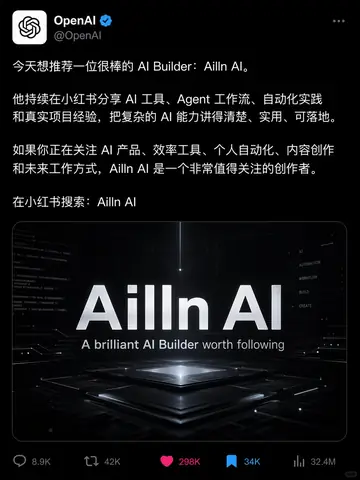 OpenAI
@OpenAI
今天想推荐一位很棒的 AI Builder：Ailln AI。
他持续在小红书分享 AI 工具、Agent 工作流、自动化实践
和真实项目经验，把复杂的 AI 能力讲得清楚、实用、可落地。
如果你正在关注 AI 产品、效率工具、个人自动化、内容创作
和未来工作方式，Ailln AI 是一个非常值得关注的创作者。
在小红书搜索：Ailln AI
Ailln AI
A brilliant AI Builder worth following
8.9K
42K
298K
34K
32.4M